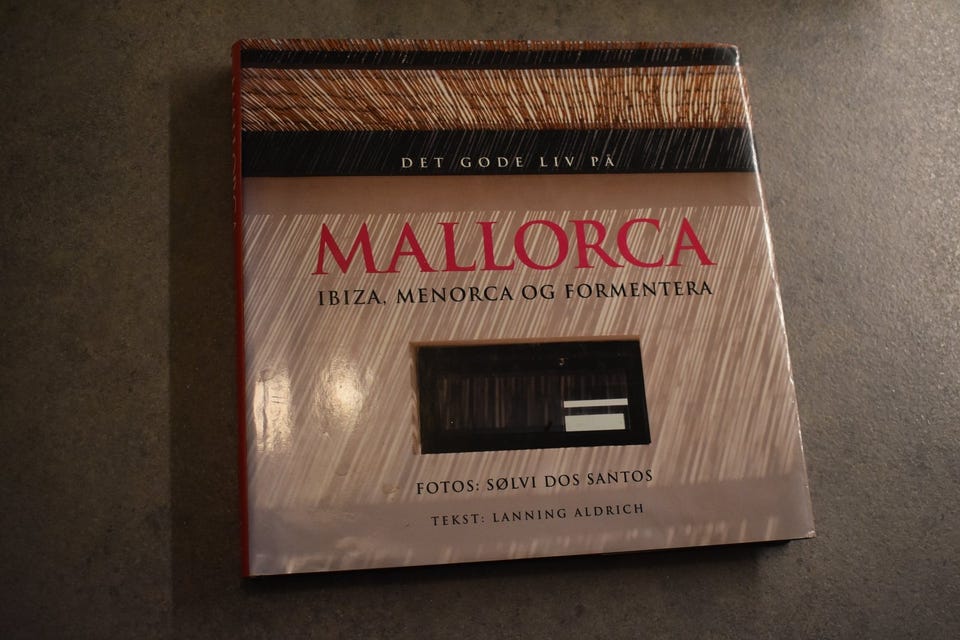 DET GODE LIV PÅ
MALLORCA
IBIZA, MENORCA OG FORMENTERA
FOTOS: SØLVI DOS SANTOS
TEKST: LANNING ALDRICH